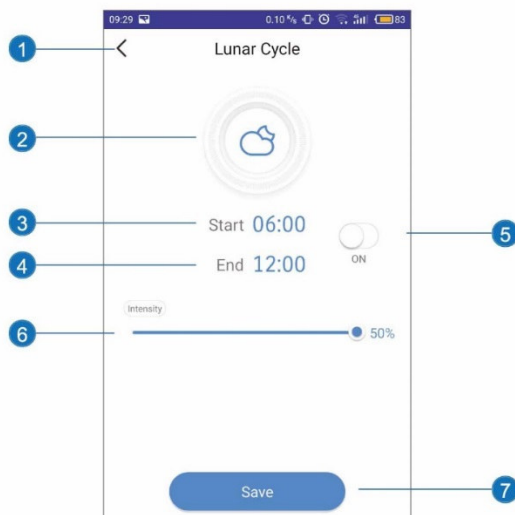 09:29 0.10 K/s 83
1 Lunar Cycle
2
3 Start 06:00
4 End 12:00
5
ON
Intensity
6 50%
Save 7